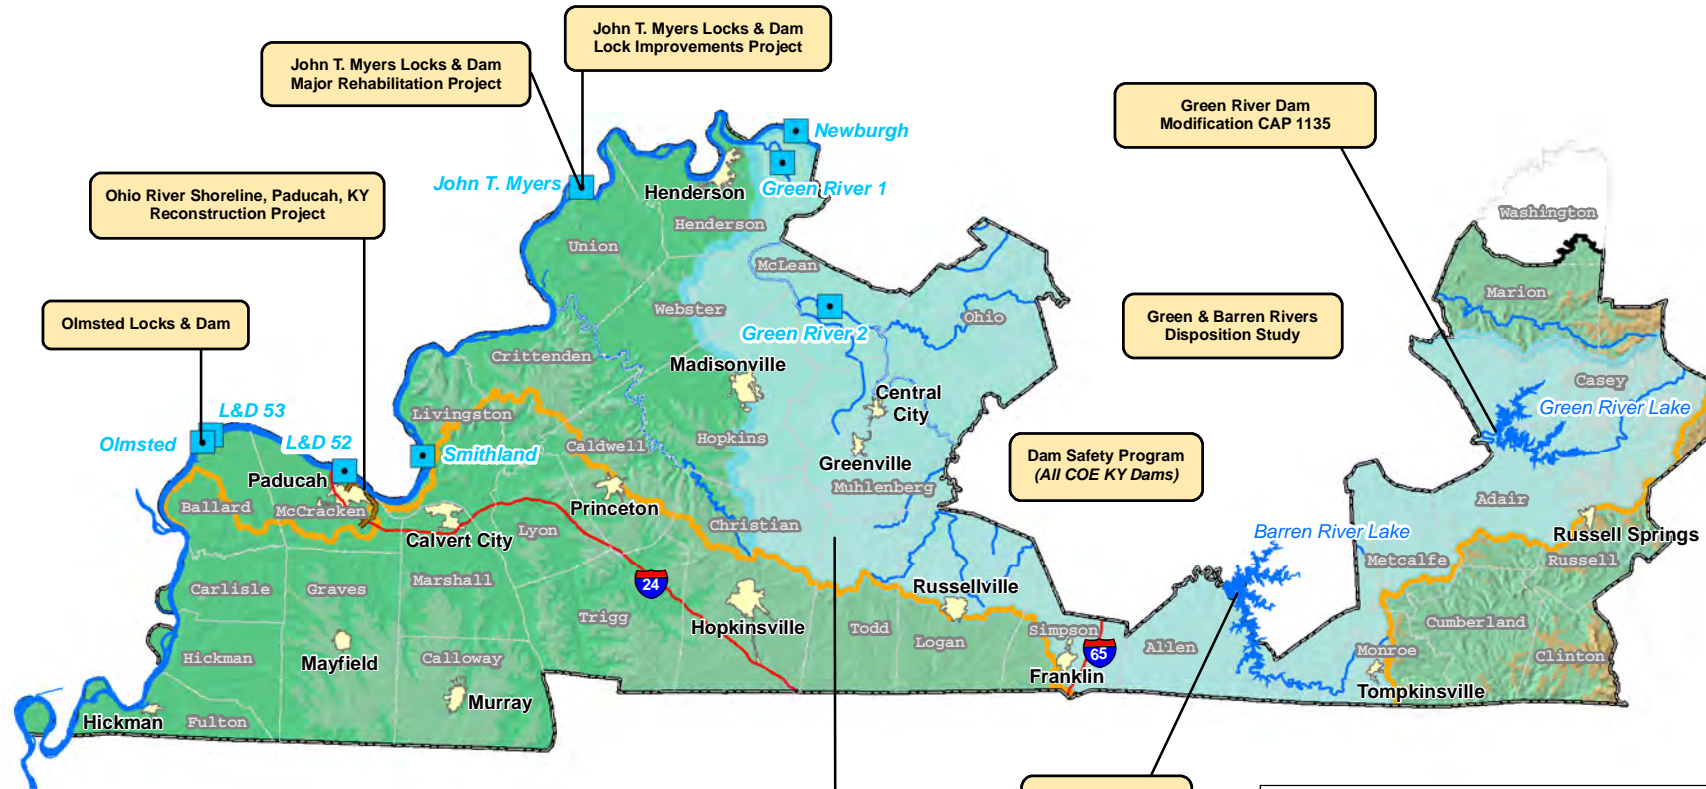 John T. Myers Locks & Dam
Lock Improvements Project
John T. Myers Locks & Dam
Major Rehabilitation Project
Green River Dam
Modification CAP 1135
Newburgh
John T. Myers
Henderson
Green River 1
Ohio River Shoreline, Paducah, KY
Reconstruction Project
Washington
Henderson
Union
McLean
Marion
Webster
Olmsted Locks & Dam
Green River 2
Ohio
Green & Barren Rivers
Disposition Study
Crittenden
Madisonville
Casey
Central
City
Green River Lake
L&D 53
Livingston
Olmsted
L&D 52
Caldwell
Hopkins
Smithland
Greenville
Dam Safety Program
(All COE KY Dams)
Paducah
Muhlenberg
Ballard
McCracken
Princeton
Adair
Calvert City
Lyon
Christian
Barren River Lake
Russell Springs
Metcalfe
Russell
Carlisle
Graves
Marshall
24
Russellville
Trigg
Hopkinsville
Todd
Logan
Simpson
65
Allen
Cumberland
Monroe
Clinton
Hickman
Mayfield
Calloway
Franklin
Tompkinsville
Murray
Hickman
Fulton